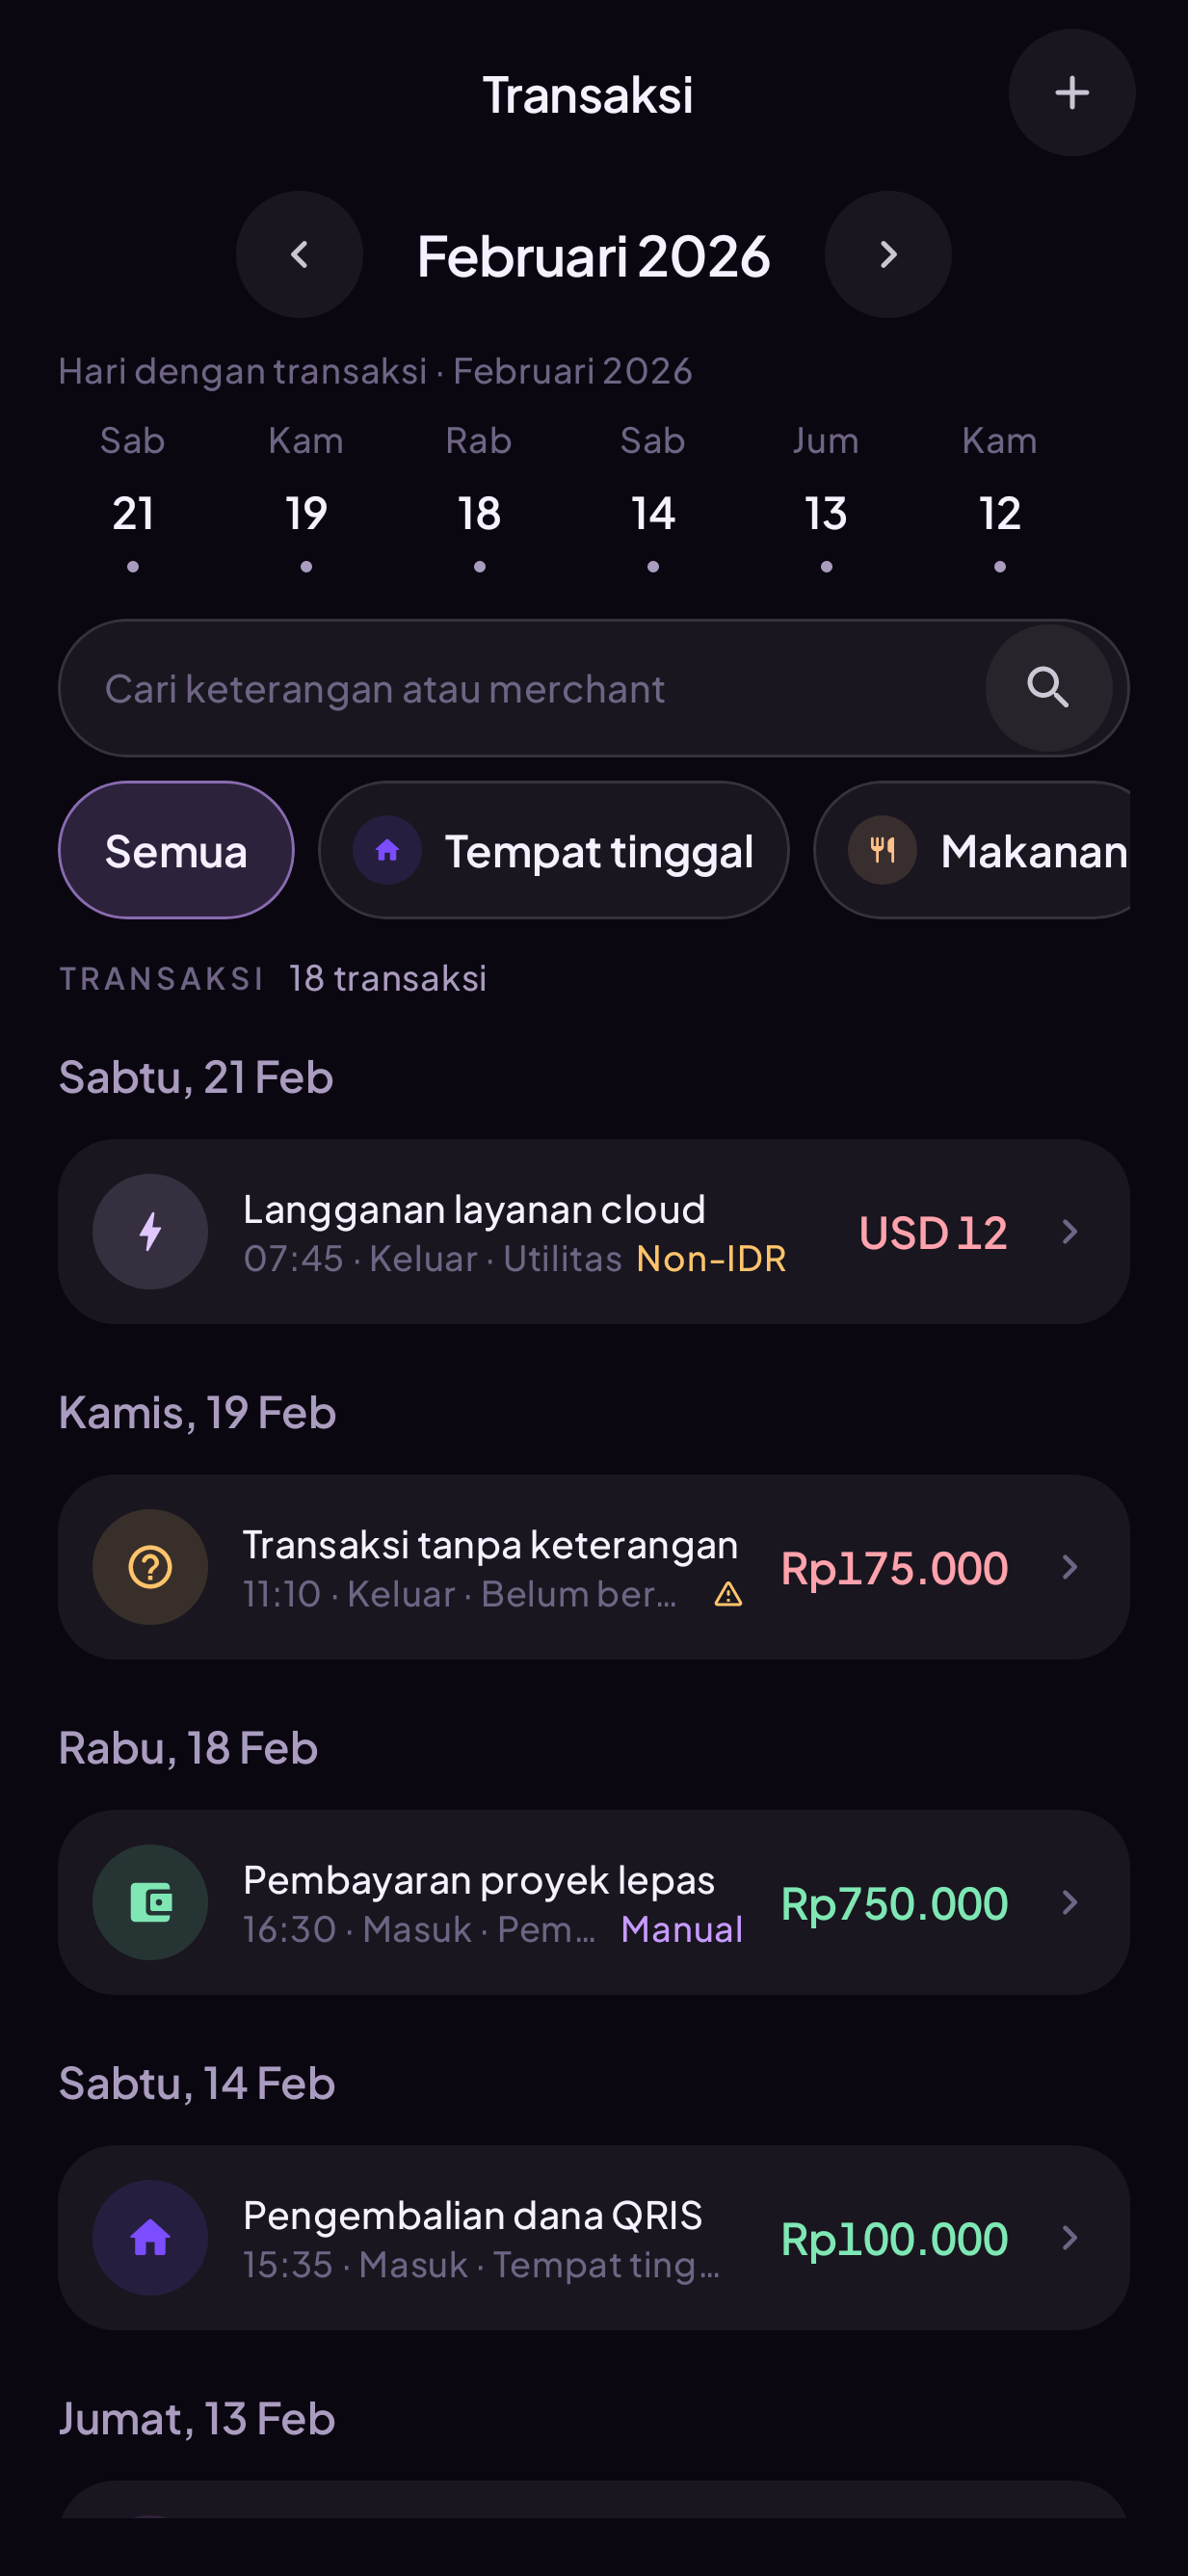 Transaksi
Februari 2026
Hari dengan transaksi · Februari 2026
Sab Kam Rab Sab Jum Kam
21 19 18 14 13 12
Cari keterangan atau merchant
Semua Tempat tinggal Makanan
TRANSAKSI 18 transaksi
Sabtu, 21 Feb
Langganan layanan cloud
07:45 · Keluar · Utilitas Non-IDR
USD 12
Kamis, 19 Feb
Transaksi tanpa keterangan
11:10 · Keluar · Belum ber...
Rp175.000
Rabu, 18 Feb
Pembayaran proyek lepas
16:30 · Masuk · Pem... Manual
Rp750.000
Sabtu, 14 Feb
Pengembalian dana QRIS
15:35 · Masuk · Tempat ting...
Rp100.000
Jumat, 13 Feb